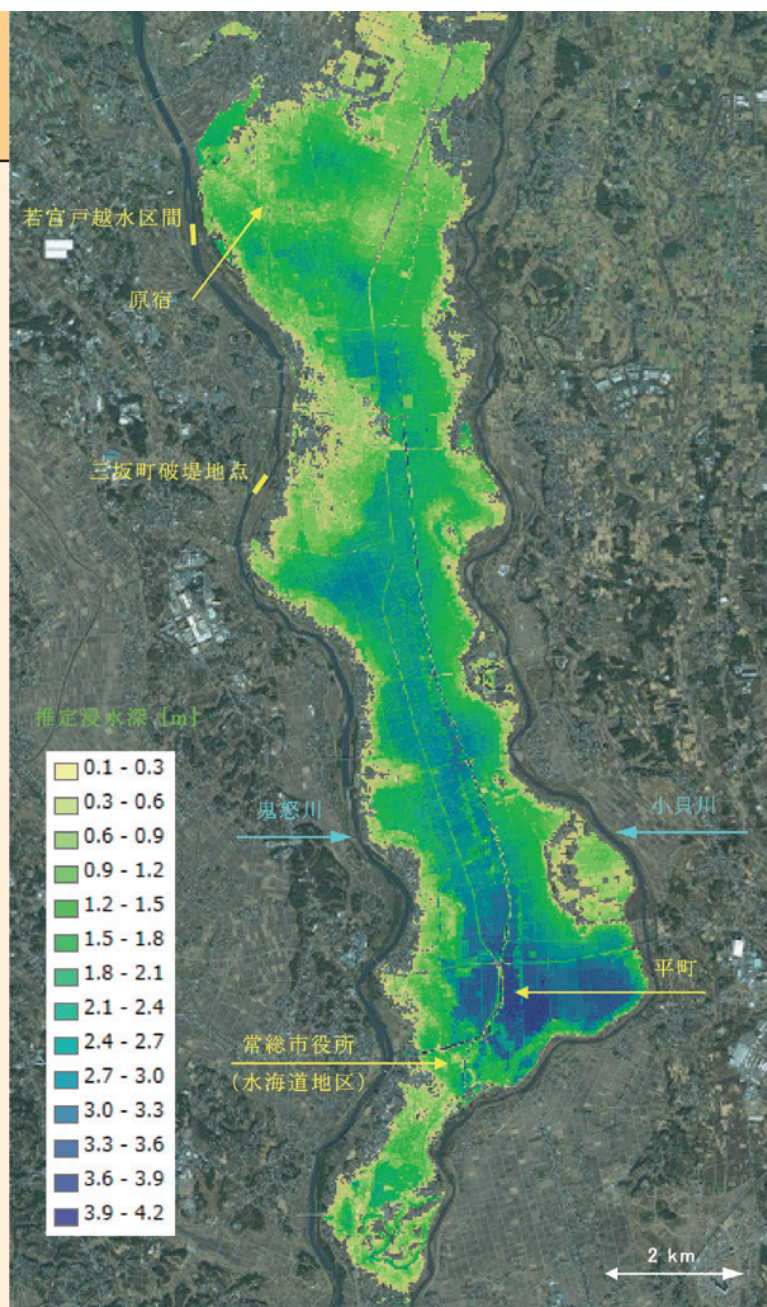 若宮戸越水区間
原宿
三坂町破堤地点
推定浸水深 [m]
0.1 - 0.3
0.3 - 0.6
0.6 - 0.9
0.9 - 1.2
1.2 - 1.5
1.5 - 1.8
1.8 - 2.1
2.1 - 2.4
2.4 - 2.7
2.7 - 3.0
3.0 - 3.3
3.3 - 3.6
3.6 - 3.9
3.9 - 4.2
鬼怒川
小貝川
平町
常総市役所
(水海道地区)
2 km